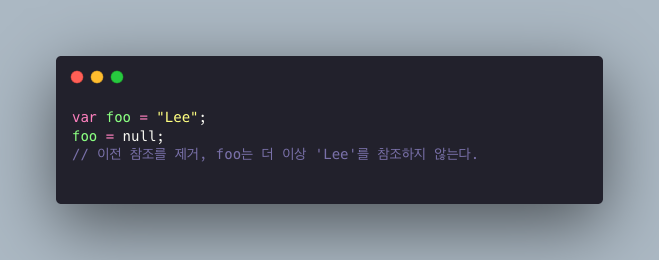 var foo = "Lee";
foo = null;
// 이전 참조를 제거, foo는 더 이상 'Lee'를 참조하지 않는다.